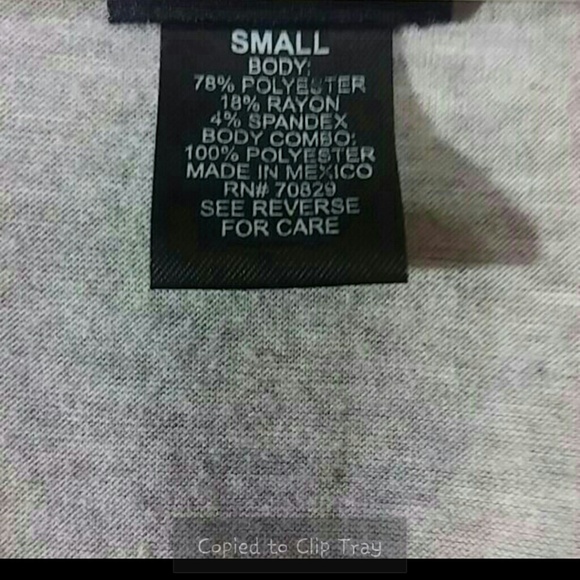 SMALL
BODY:
78% POLYESTER
18% RAYON
4% SPANDEX
BODY COMBO:
100% POLYESTER
MADE IN MEXICO
RN# 70829
SEE REVERSE
FOR CARE
Copied to Clip Tray